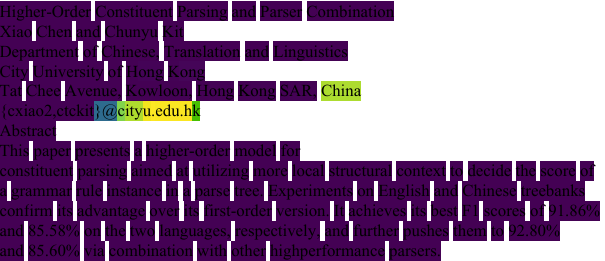 Higher-Order Constituent Parsing and Parser Combination
Xiao Chen and Chunyu Kit
Department of Chinese, Translation and Linguistics
City University of Hong Kong
Tat Chee Avenue, Kowloon, Hong Kong SAR, China
{cxiao2,ctckit}@cityu.edu.hk
Abstract
This paper presents a higher-order model for
constituent parsing aimed at utilizing more local structural context to decide the score of
a grammar rule instance in a parse tree. Experiments on English and Chinese treebanks
confirm its advantage over its first-order version. It achieves its best F1 scores of 91.86%
and 85.58% on the two languages, respectively, and further pushes them to 92.80%
and 85.60% via combination with other highperformance parsers.